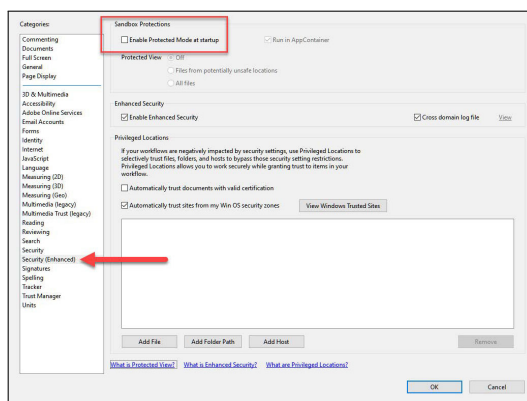 Categories:
Commenting
Documents
Full Screen
General
Page Display
3D & Multimedia
Accessibility
Adobe Online Services
Email Accounts
Forms
Identity
Internet
JavaScript
Language
Measuring (2D)
Measuring (3D)
Measuring (Geo)
Multimedia (legacy)
Multimedia Trust (legacy)
Reading
Reviewing
Search
Security
Security (Enhanced)
Signatures
Spelling
Tracker
Trust Manager
Units
Sandbox Protections
Enable Protected Mode at startup
Run in AppContainer
Protected View
Off
Files from potentially unsafe locations
All files
Enhanced Security
Enable Enhanced Security
Cross domain log file
View
Privileged Locations
If your workflows are negatively impacted by security settings, use Privileged Locations to
selectively trust files, folders, and hosts to bypass those security setting restrictions.
Privileged Locations allows you to work securely while granting trust to items in your
workflow.
Automatically trust documents with valid certification
Automatically trust sites from my Win OS security zones
View Windows Trusted Sites
Add File
Add Folder Path
Add Host
Remove
What is Protected View?
What is Enhanced Security?
What are Privileged Locations?
OK
Cancel